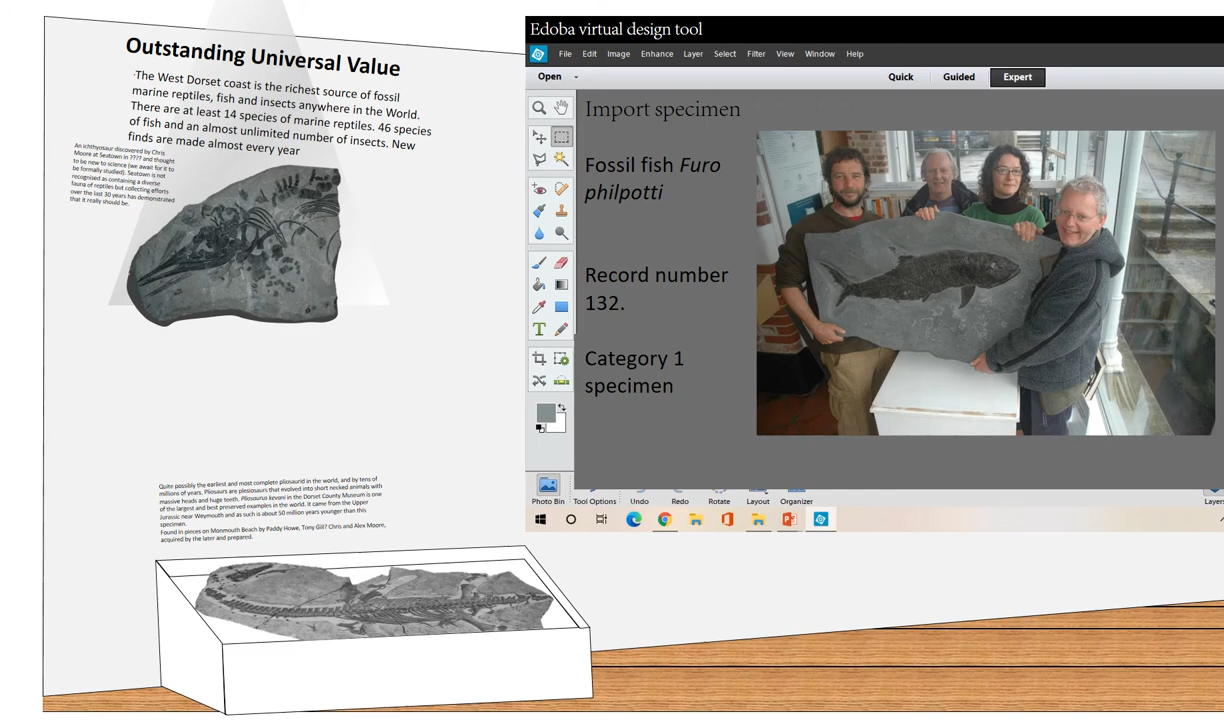 Outstanding Universal Value
·The West Dorset coast is the richest source of fossil
marine reptiles, fish and insects anywhere in the World.
There are at least 14 species of marine reptiles. 46 species
of fish and an almost unlimited number of insects. New
finds are made almost every year
An ichthyosaur discovered by Chris
Moore at Seatown in ???? and thought
to be new to science (we await for it to
be formally studied). Seatown is not
recognised as containing a diverse
fauna of reptiles but collecting efforts
over the last 30 years has demonstrated
that it really should be.
Quite possibly the earliest and most complete pliosaurid in the world, and by tens of
millions of years. Pliosaurs are plesiosaurs that evolved into short necked animals with
massive heads and huge teeth. Pliosaurus kevani in the Dorset County Museum is one
of the largest and best preserved examples in the world. It came from the Upper
Jurassic near Weymouth and as such is about 50 million years younger than this
specimen.
Found in pieces on Monmouth Beach by Paddy Howe, Tony Gill? Chris and Alex Moore,
acquired by the later and prepared.
Edoba virtual design tool
File Edit Image Enhance Layer Select Filter View Window Help
Open Quick Guided Expert
Import specimen
Fossil fish Furo
philpotti
Record number
132.
Category 1
specimen
Photo Bin Tool Options Undo Redo Rotate Layout Organizer Layers